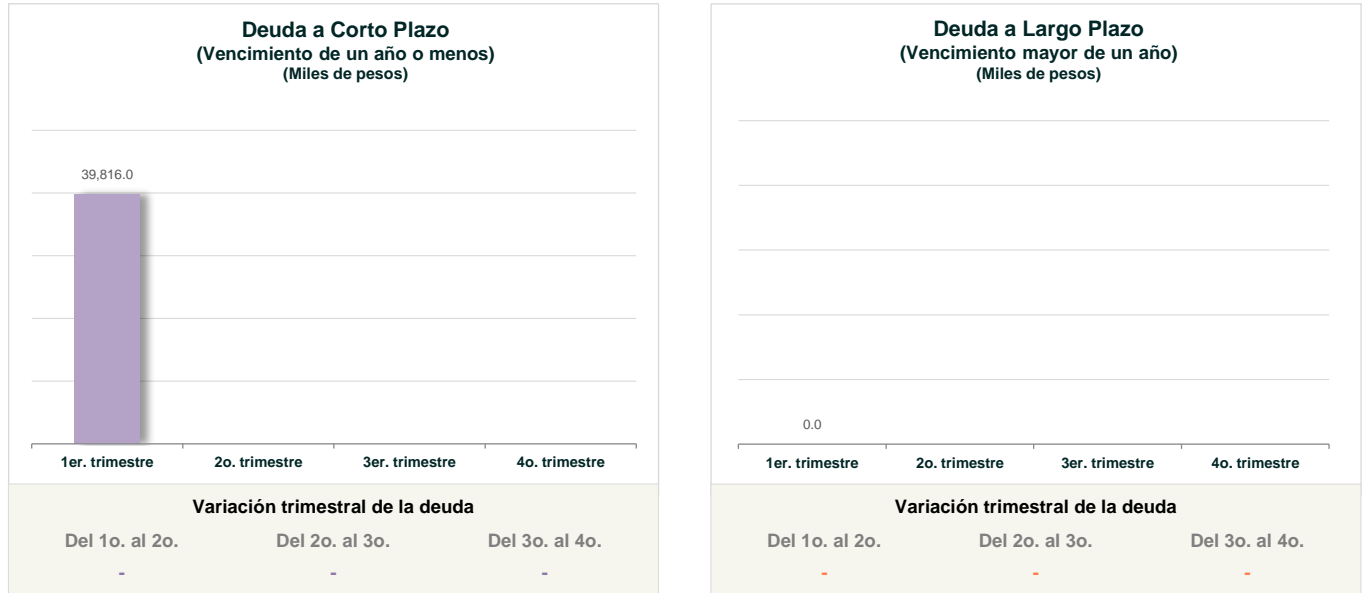 Deuda a Corto Plazo
(Vencimiento de un año o menos)
(Miles de pesos)
39,816.0
1er. trimestre 2o. trimestre 3er. trimestre 4o. trimestre
Variación trimestral de la deuda
Del 1o. al 2o. Del 2o. al 3o. Del 3o. al 4o.
- - -
Deuda a Largo Plazo
(Vencimiento mayor de un año)
(Miles de pesos)
0.0
1er. trimestre 2o. trimestre 3er. trimestre 4o. trimestre
Variación trimestral de la deuda
Del 1o. al 2o. Del 2o. al 3o. Del 3o. al 4o.
- - -